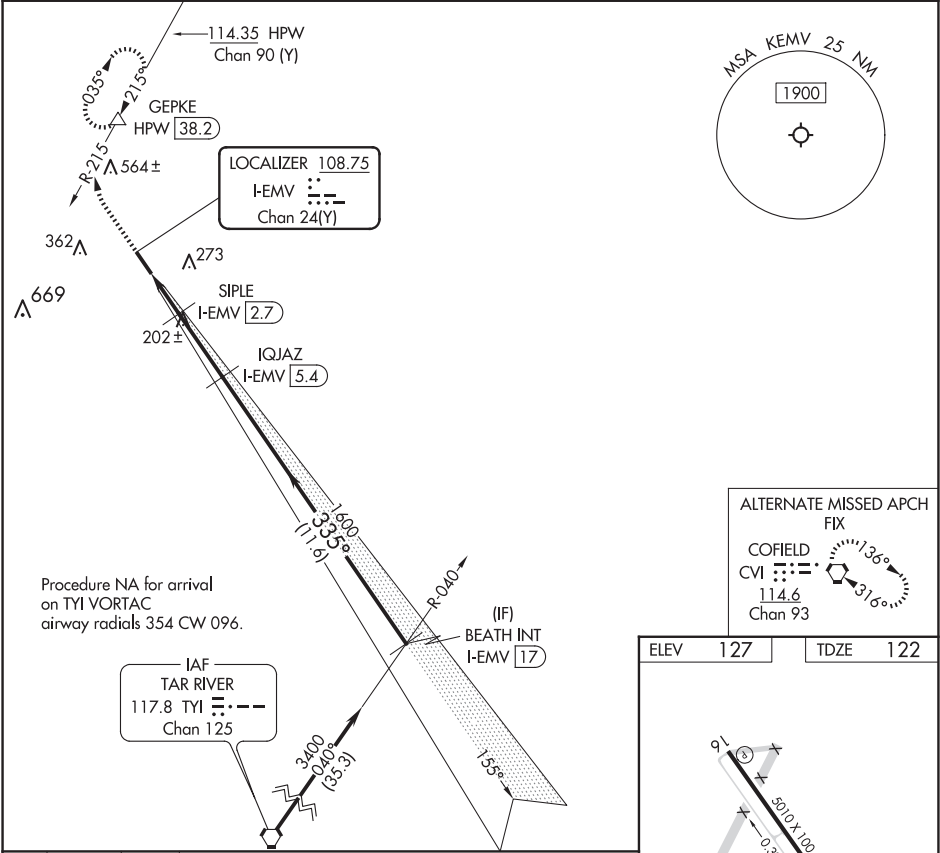 114.35 HPW
Chan 90 (Y)
MSA KEMV 25 NM
1900
035°
215°
GEPKE
HPW 38.2
R-215
564±
LOCALIZER 108.75
I-EMV
Chan 24(Y)
362
273
669
SIPLE
I-EMV 2.7
202±
IQJAZ
I-EMV 5.4
1600
335°
(11.6)
ALTERNATE MISSED APCH
FIX
COFIELD
CVI
114.6
Chan 93
136°
316°
Procedure NA for arrival
on TYI VORTAC
airway radials 354 CW 096.
R-040
(IF)
BEATH INT
I-EMV 17
ELEV 127
TDZE 122
IAF
TAR RIVER
117.8 TYI
Chan 125
3400
040°
(35.3)
155°
16
5010 X 100